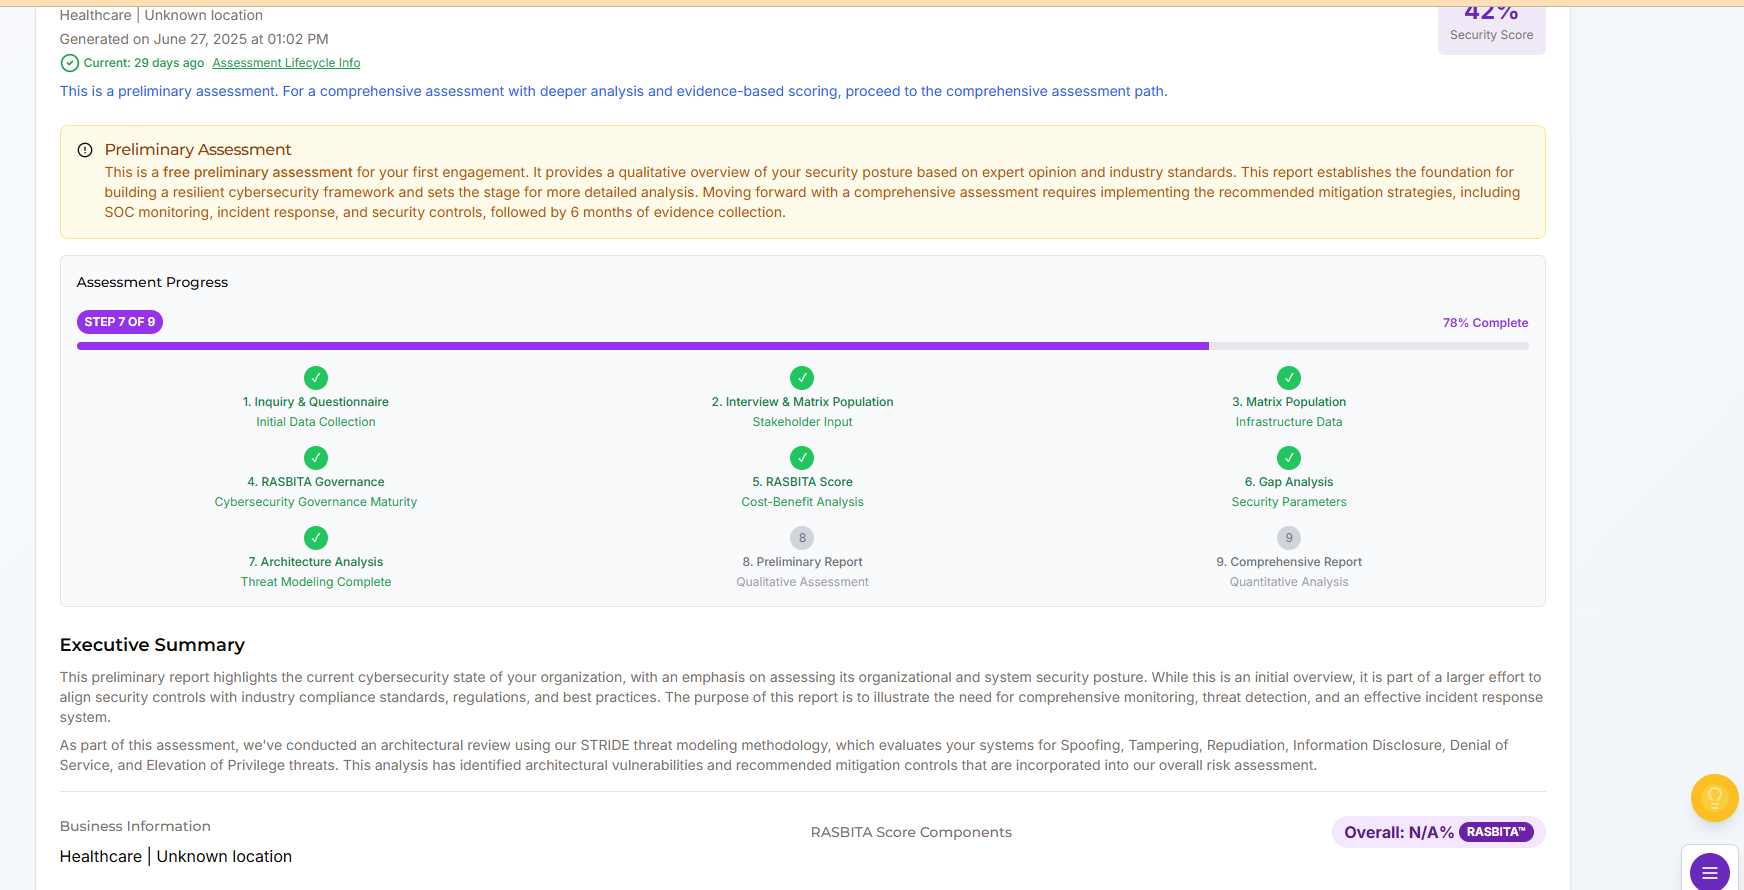 Healthcare | Unknown location
42%
Security Score
Generated on June 27, 2025 at 01:02 PM
Current: 29 days ago Assessment Lifecycle Info
This is a preliminary assessment. For a comprehensive assessment with deeper analysis and evidence-based scoring, proceed to the comprehensive assessment path.
Preliminary Assessment
This is a free preliminary assessment for your first engagement. It provides a qualitative overview of your security posture based on expert opinion and industry standards. This report establishes the foundation for
building a resilient cybersecurity framework and sets the stage for more detailed analysis. Moving forward with a comprehensive assessment requires implementing the recommended mitigation strategies, including
SOC monitoring, incident response, and security controls, followed by 6 months of evidence collection.
Assessment Progress
STEP 7 OF 9
78% Complete
1. Inquiry & Questionnaire
Initial Data Collection
2. Interview & Matrix Population
Stakeholder Input
3. Matrix Population
Infrastructure Data
4. RASBITA Governance
Cybersecurity Governance Maturity
5. RASBITA Score
Cost-Benefit Analysis
6. Gap Analysis
Security Parameters
7. Architecture Analysis
Threat Modeling Complete
8
8. Preliminary Report
Qualitative Assessment
9
9. Comprehensive Report
Quantitative Analysis
Executive Summary
This preliminary report highlights the current cybersecurity state of your organization, with an emphasis on assessing its organizational and system security posture. While this is an initial overview, it is part of a larger effort to
align security controls with industry compliance standards, regulations, and best practices. The purpose of this report is to illustrate the need for comprehensive monitoring, threat detection, and an effective incident response
system.
As part of this assessment, we've conducted an architectural review using our STRIDE threat modeling methodology, which evaluates your systems for Spoofing, Tampering, Repudiation, Information Disclosure, Denial of
Service, and Elevation of Privilege threats. This analysis has identified architectural vulnerabilities and recommended mitigation controls that are incorporated into our overall risk assessment.
Business Information
Healthcare | Unknown location
RASBITA Score Components
Overall: N/A% RASBITA™